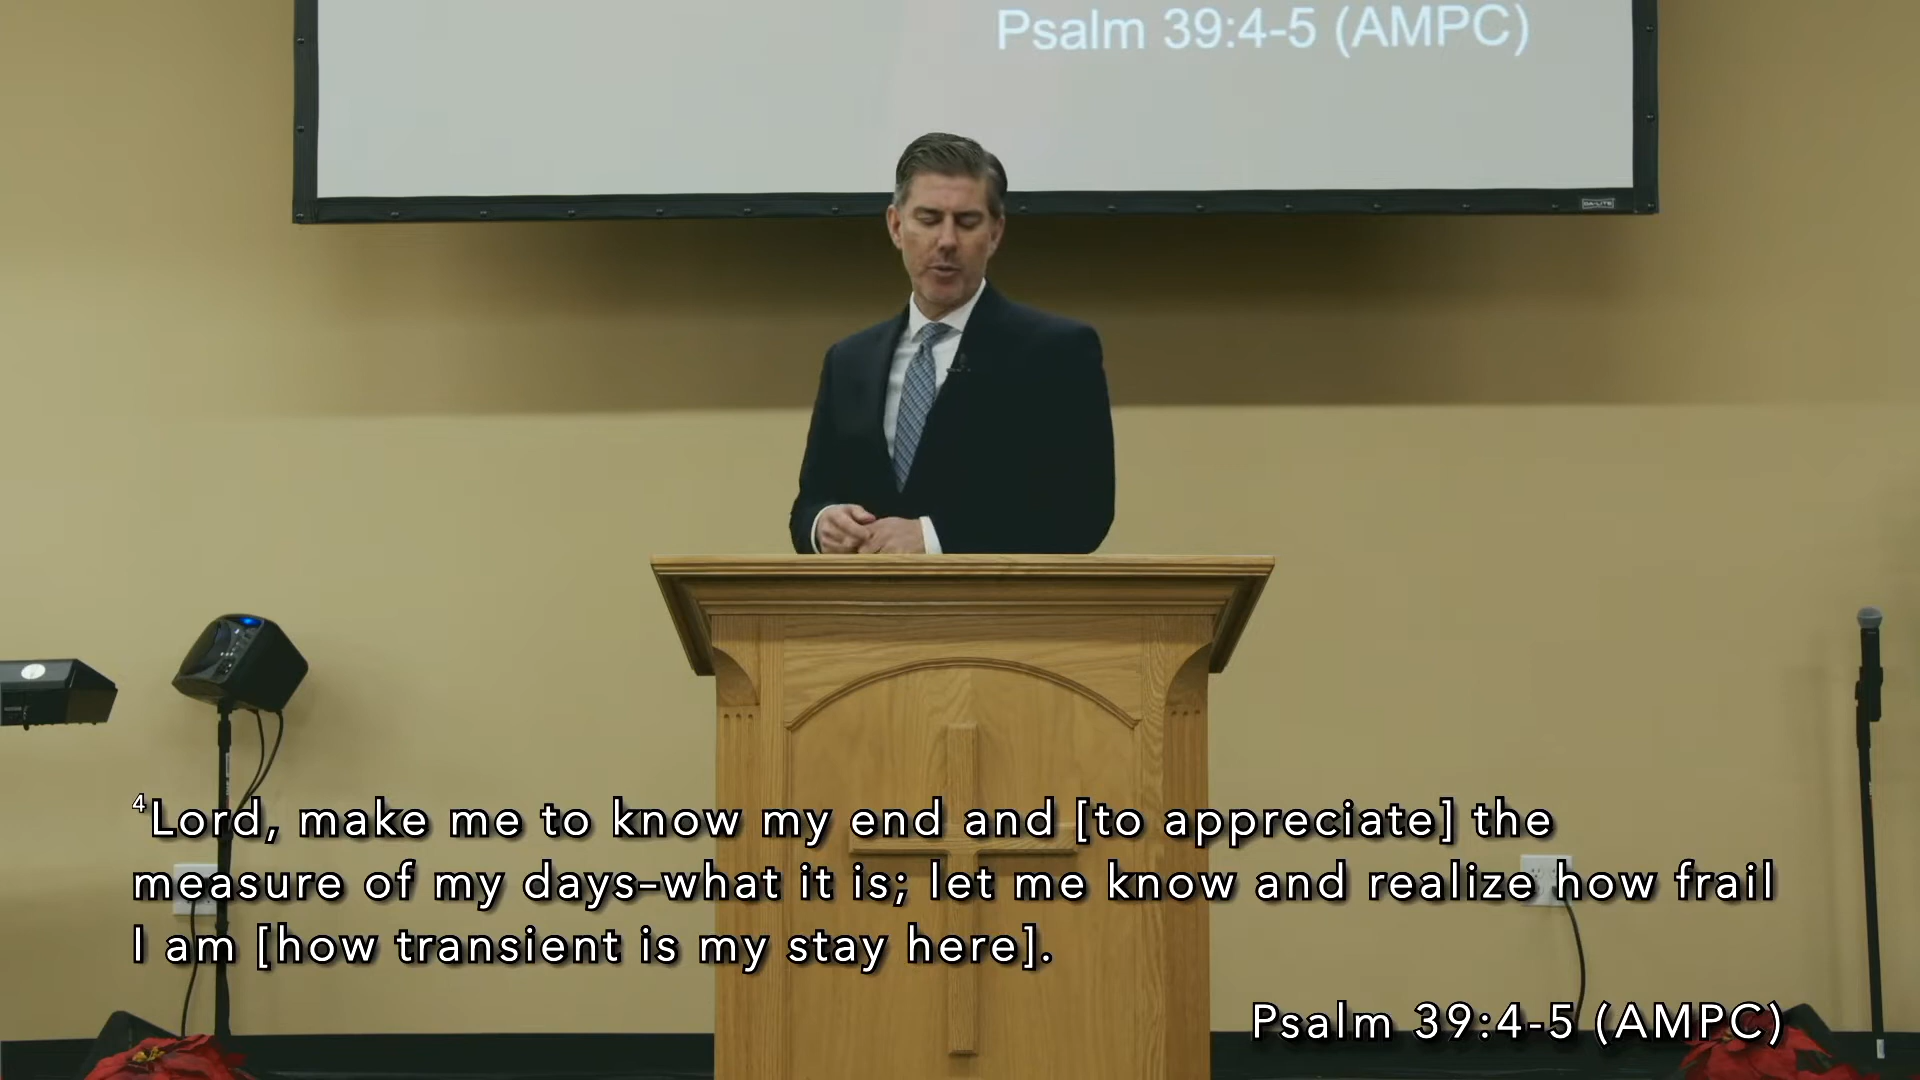 Psalm 39:4-5 (AMPC)
DA-LITE
⁴Lord, make me to know my end and [to appreciate] the
measure of my days–what it is; let me know and realize how frail
I am [how transient is my stay here].
Psalm 39:4-5 (AMPC)